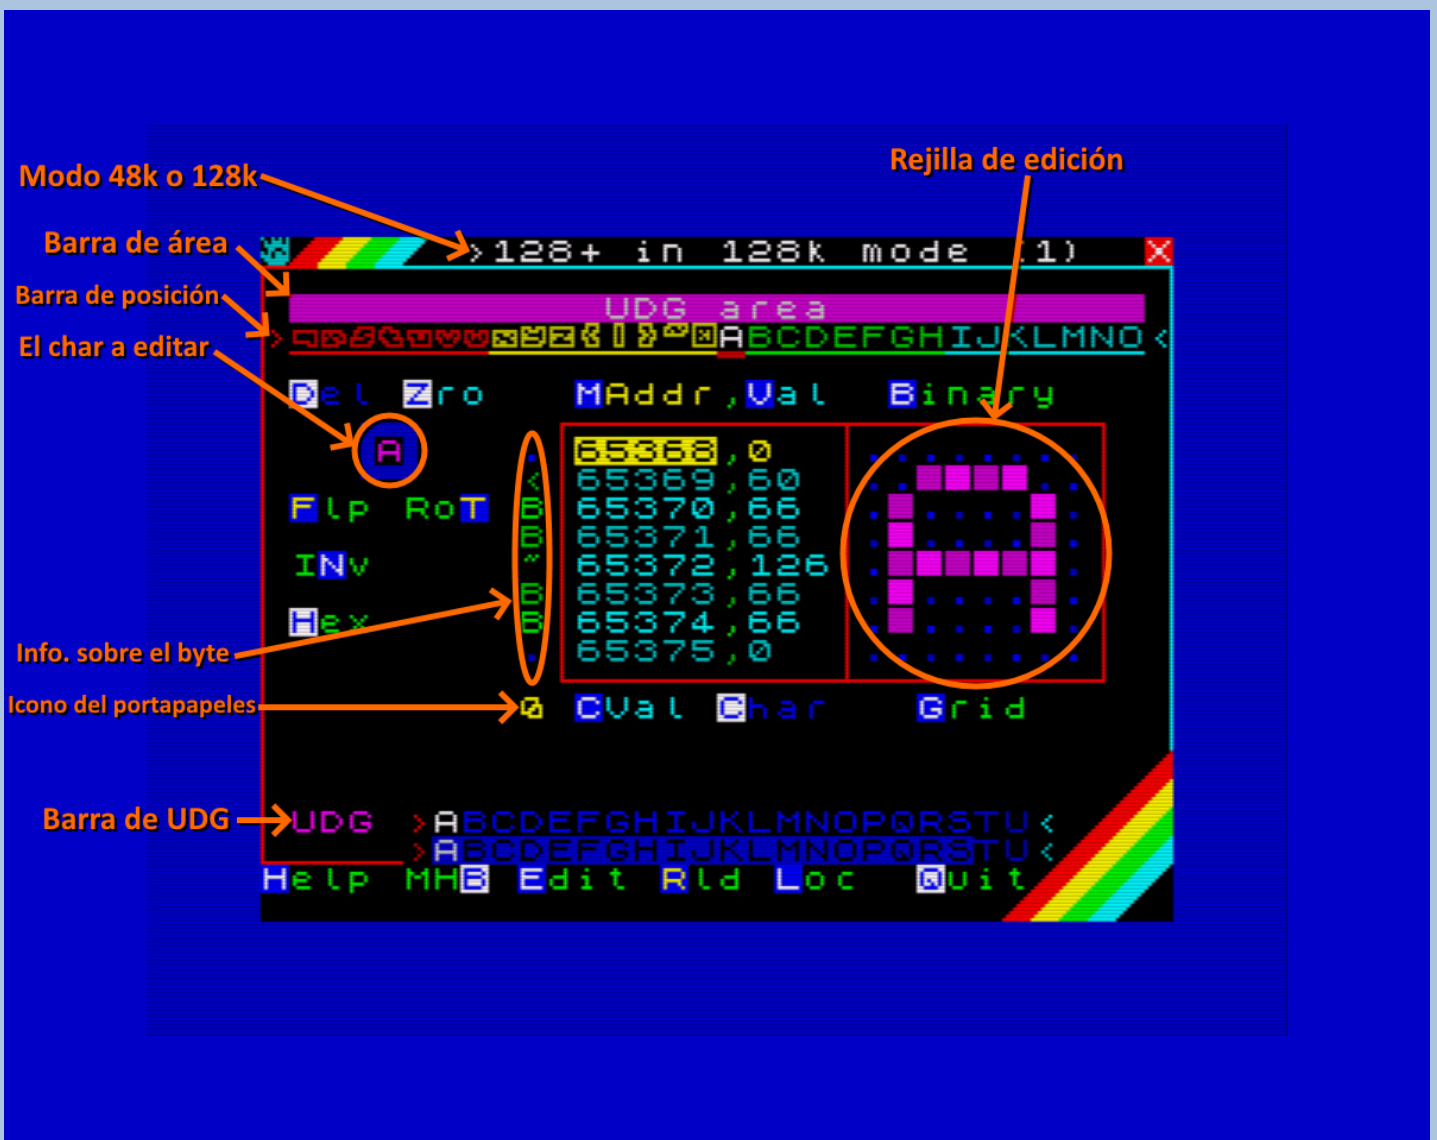 Rejilla de edición
Modo 48k o 128k
Barra de área
>128+ in 128k mode (1) X
Barra de posición
UDG area
El char a editar
> ABCDEFGHIJKLMNO <
Del Zro MAddr,Val Binary
A
65368,0
< 65369,60
Flp RoT B 65370,66
B 65371,66
INv ~ 65372,126
B 65373,66
Hex B 65374,66
Info. sobre el byte
65375,0
Icono del portapapeles
0 CVal Char Grid
Barra de UDG
UDG >ABCDEFGHIJKLMNOPQRSTU<
>ABCDEFGHIJKLMNOPQRSTU<
Help MHB Edit Rld Loc Quit